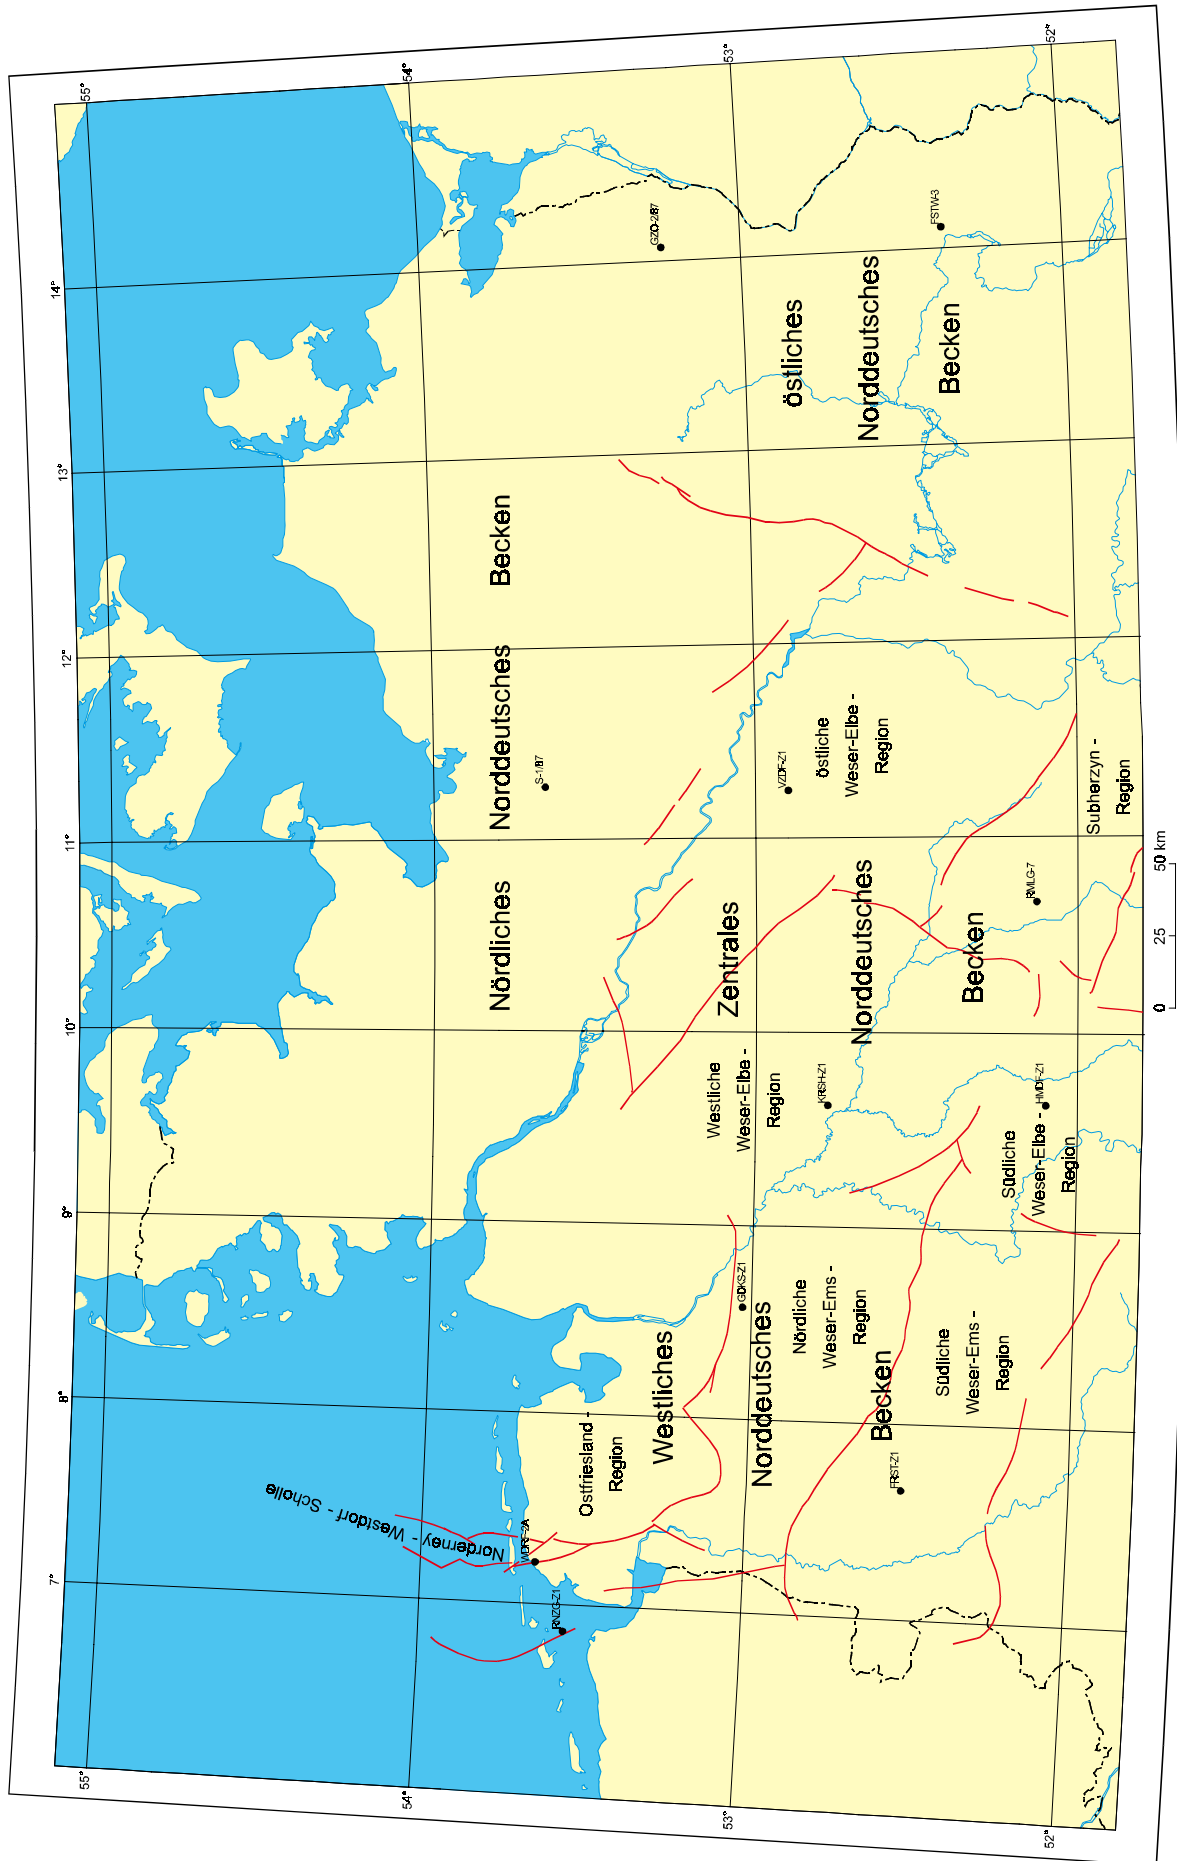 7°
8°
9°
10°
11°
12°
13°
14°
55°
55°
54°
54°
53°
53°
52°
52°
Norderney - Westdorf - Scholle
Nördliches
Norddeutsches
Becken
WDRF-2A
RNZG-Z1
S-1/87
GZO-2/87
Ostfriesland -
Region
Westliches
Norddeutsches
Becken
GDKS-Z1
Nördliche
Weser-Ems -
Region
FRST-Z1
Südliche
Weser-Ems -
Region
Westliche
Weser-Elbe -
Region
KRSH-Z1
Zentrales
Norddeutsches
Becken
VZDF-Z1
östliche
Weser-Elbe -
Region
östliches
Norddeutsches
Becken
FSTW-3
Südliche
Weser-Elbe -
Region
HMDF-Z1
RMLG-7
Subherzyn -
Region
0
25
50 km